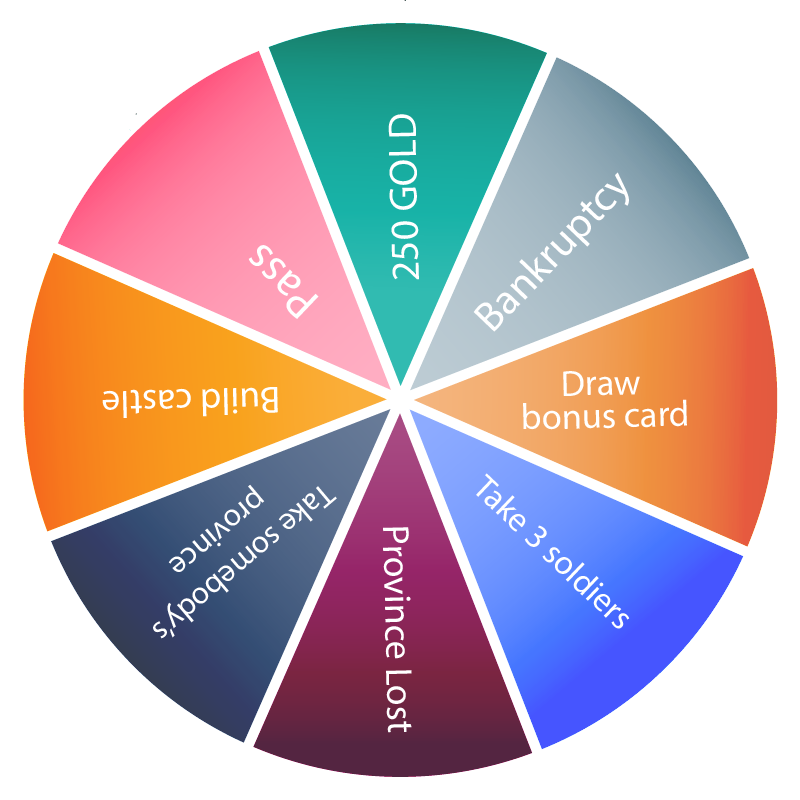 250 GOLD
Bankruptcy
Draw
bonus card
Take 3 soldiers
Province Lost
Take somebody's
province
Build castle
Pass